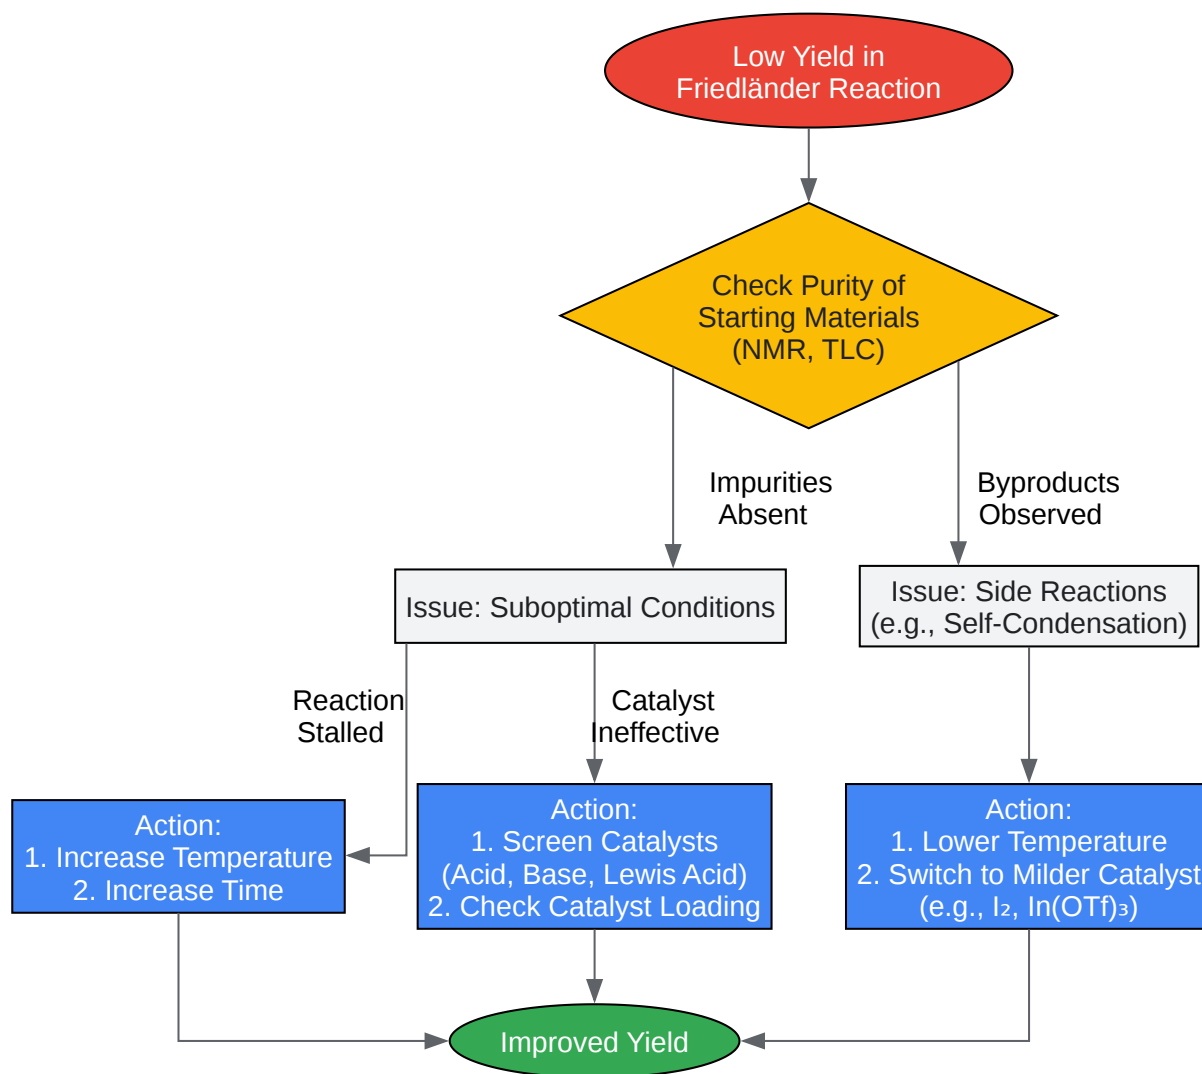 Low Yield in
Friedländer Reaction
Check Purity of
Starting Materials
(NMR, TLC)
Impurities
Absent
Byproducts
Observed
Issue: Suboptimal Conditions
Issue: Side Reactions
(e.g., Self-Condensation)
Reaction
Stalled
Catalyst
Ineffective
Action:
1. Increase Temperature
2. Increase Time
Action:
1. Screen Catalysts
(Acid, Base, Lewis Acid)
2. Check Catalyst Loading
Action:
1. Lower Temperature
2. Switch to Milder Catalyst
(e.g., I₂, In(OTf)₃)
Improved Yield